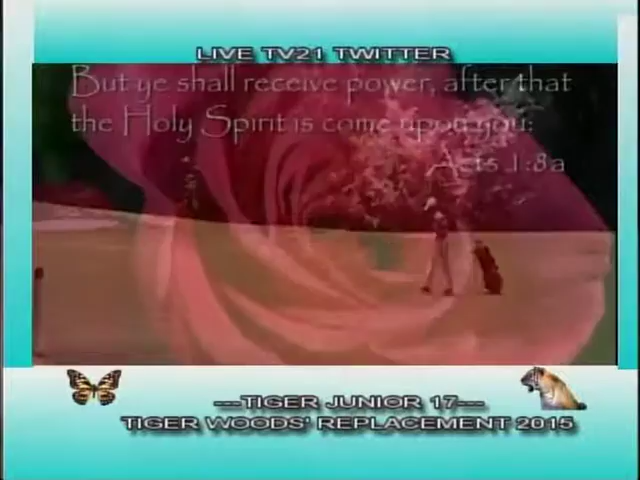 LIVE TV21 TWITTER
But ye shall receive power, after that
the Holy Spirit is come upon you:
Acts 1:8a
---TIGER JUNIOR 17---
TIGER WOODS' REPLACEMENT 2015